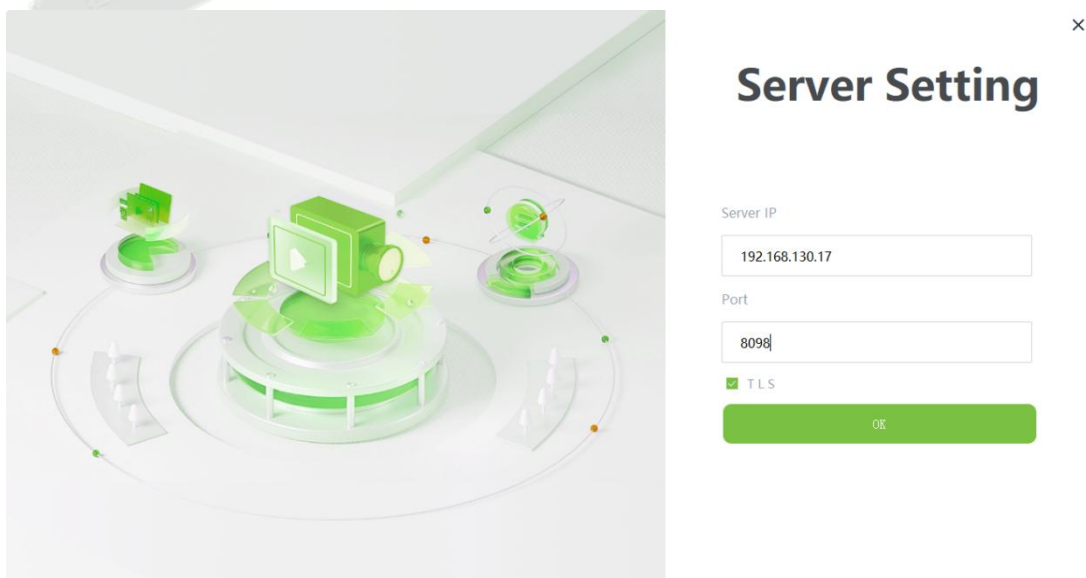 Server Setting
Server IP
192.168.130.17
Port
8098
TLS
OK